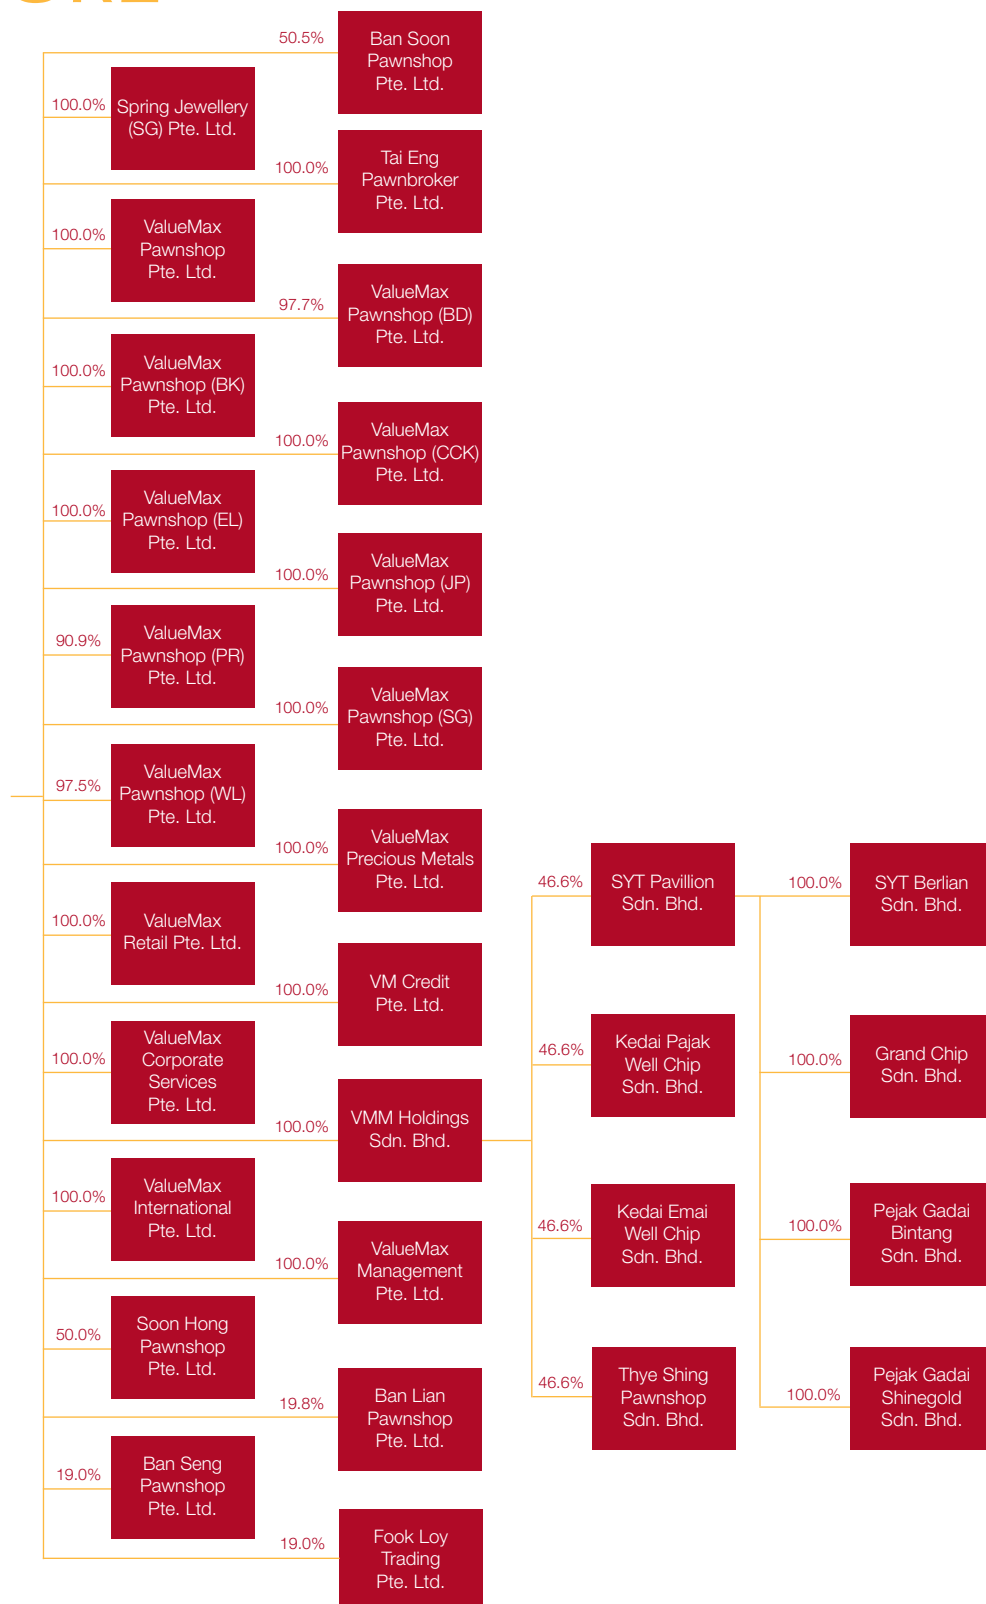 50.5%
Ban Soon
Pawnshop
Pte. Ltd.
100.0%
Spring Jewellery
(SG) Pte. Ltd.
100.0%
Tai Eng
Pawnbroker
Pte. Ltd.
100.0%
ValueMax
Pawnshop
Pte. Ltd.
97.7%
ValueMax
Pawnshop (BD)
Pte. Ltd.
100.0%
ValueMax
Pawnshop (BK)
Pte. Ltd.
100.0%
ValueMax
Pawnshop (CCK)
Pte. Ltd.
100.0%
ValueMax
Pawnshop (EL)
Pte. Ltd.
100.0%
ValueMax
Pawnshop (JP)
Pte. Ltd.
90.9%
ValueMax
Pawnshop (PR)
Pte. Ltd.
100.0%
ValueMax
Pawnshop (SG)
Pte. Ltd.
97.5%
ValueMax
Pawnshop (WL)
Pte. Ltd.
100.0%
ValueMax
Precious Metals
Pte. Ltd.
100.0%
ValueMax
Retail Pte. Ltd.
100.0%
VM Credit
Pte. Ltd.
100.0%
ValueMax
Corporate
Services
Pte. Ltd.
100.0%
VMM Holdings
Sdn. Bhd.
100.0%
ValueMax
International
Pte. Ltd.
100.0%
ValueMax
Management
Pte. Ltd.
50.0%
Soon Hong
Pawnshop
Pte. Ltd.
19.8%
Ban Lian
Pawnshop
Pte. Ltd.
19.0%
Ban Seng
Pawnshop
Pte. Ltd.
19.0%
Fook Loy
Trading
Pte. Ltd.
46.6%
SYT Pavillion
Sdn. Bhd.
46.6%
Kedai Pajak
Well Chip
Sdn. Bhd.
46.6%
Kedai Emai
Well Chip
Sdn. Bhd.
46.6%
Thye Shing
Pawnshop
Sdn. Bhd.
100.0%
SYT Berlian
Sdn. Bhd.
100.0%
Grand Chip
Sdn. Bhd.
100.0%
Pejak Gadai
Bintang
Sdn. Bhd.
100.0%
Pejak Gadai
Shinegold
Sdn. Bhd.